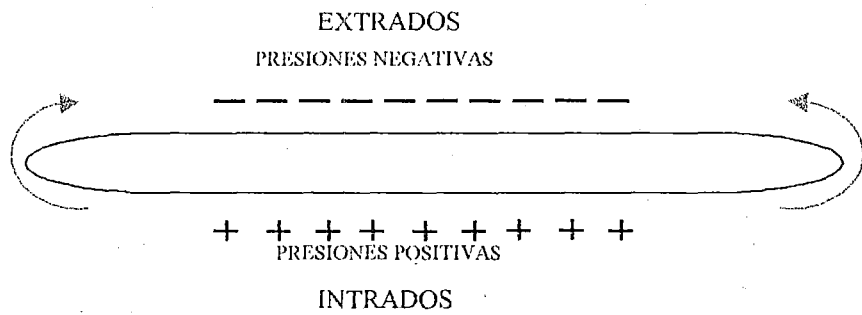 EXTRADOS
PRESIONES NEGATIVAS
— — — — — — — — — —
+ + + + + + + + +
PRESIONES POSITIVAS
INTRADOS